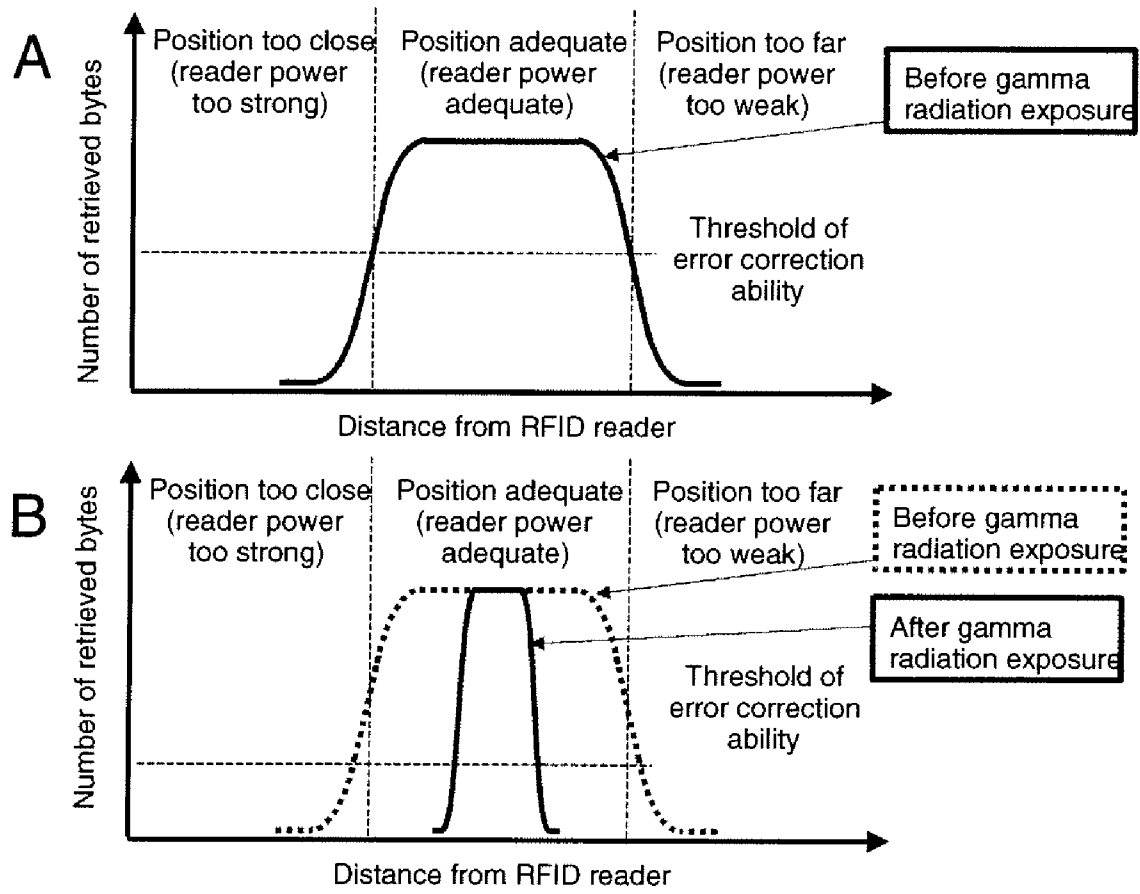 A
Number of retrieved bytes
Position too close
(reader power
too strong)
Position adequate
(reader power
adequate)
Position too far
(reader power
too weak)
Before gamma
radiation exposure
Threshold of
error correction
ability
Distance from RFID reader
B
Number of retrieved bytes
Position too close
(reader power
too strong)
Position adequate
(reader power
adequate)
Position too far
(reader power
too weak)
Before gamma
radiation exposure
After gamma
radiation exposure
Threshold of
error correction
ability
Distance from RFID reader